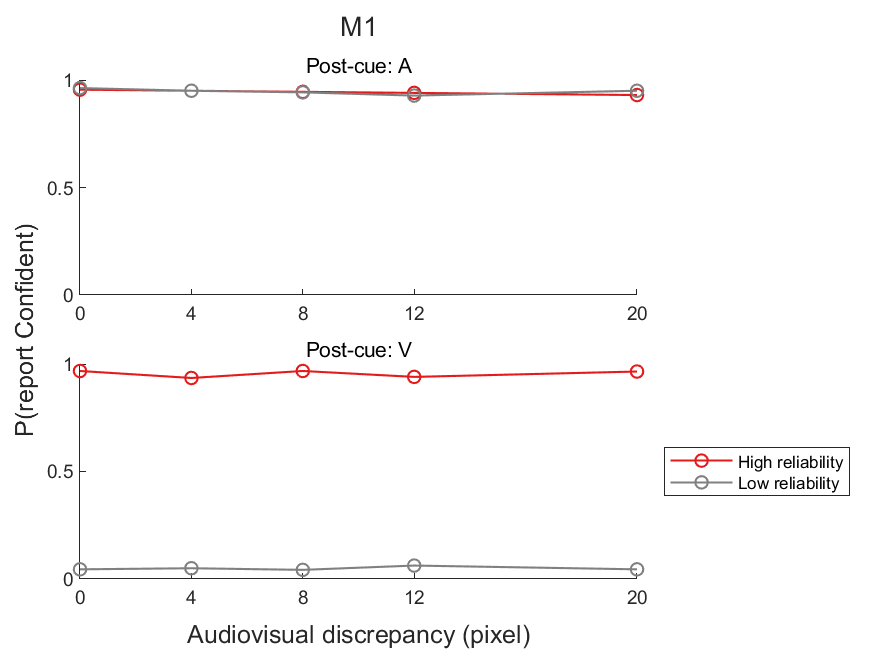 M1
Post-cue: A
1
0.5
0
0 4 8 12 20
P(report Confident)
Post-cue: V
1
0.5
0
0 4 8 12 20
Audiovisual discrepancy (pixel)
High reliability
Low reliability